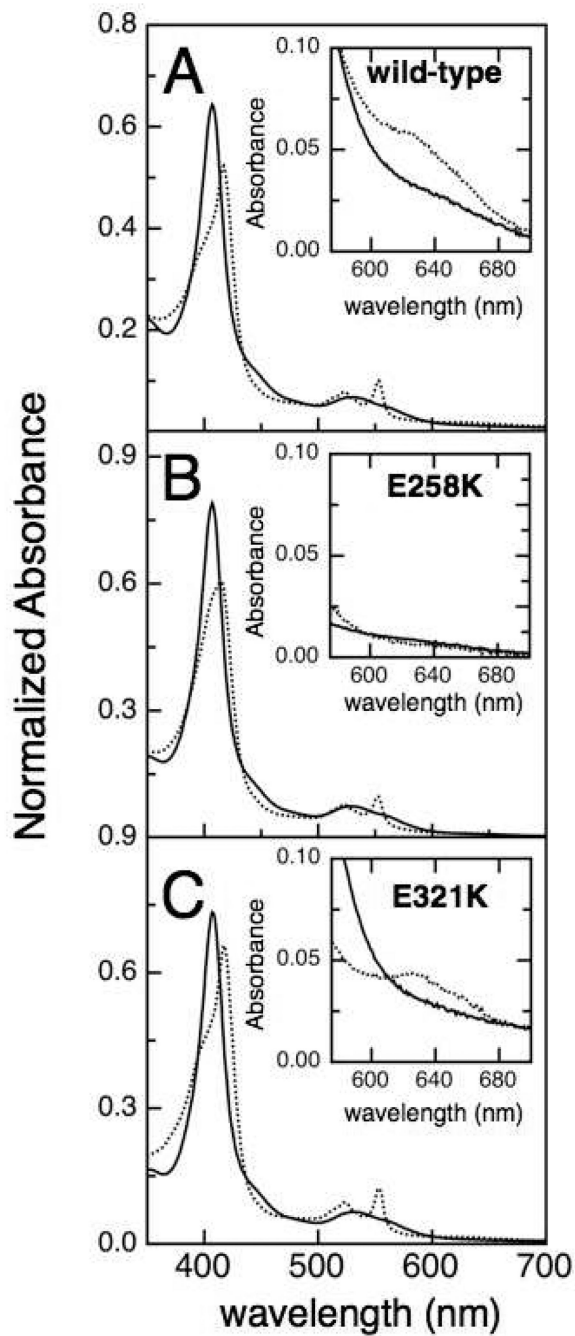 0.8
A
wild-type
0.10
0.05
0.00
Absorbance
600 640 680
wavelength (nm)
0.6
0.4
0.2
Normalized Absorbance
0.9
B
E258K
0.10
0.05
0.00
Absorbance
600 640 680
wavelength (nm)
0.6
0.3
0.9
C
E321K
0.10
0.05
0.00
Absorbance
600 640 680
wavelength (nm)
0.6
0.3
0.0
400 500 600 700
wavelength (nm)